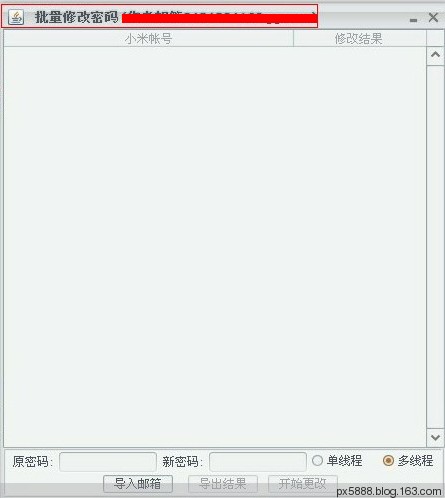 批量修改密码
小米帐号 修改结果
原密码: 新密码: 单线程 多线程
导入邮箱 导出结果 开始更改
px5888.blog.163.com